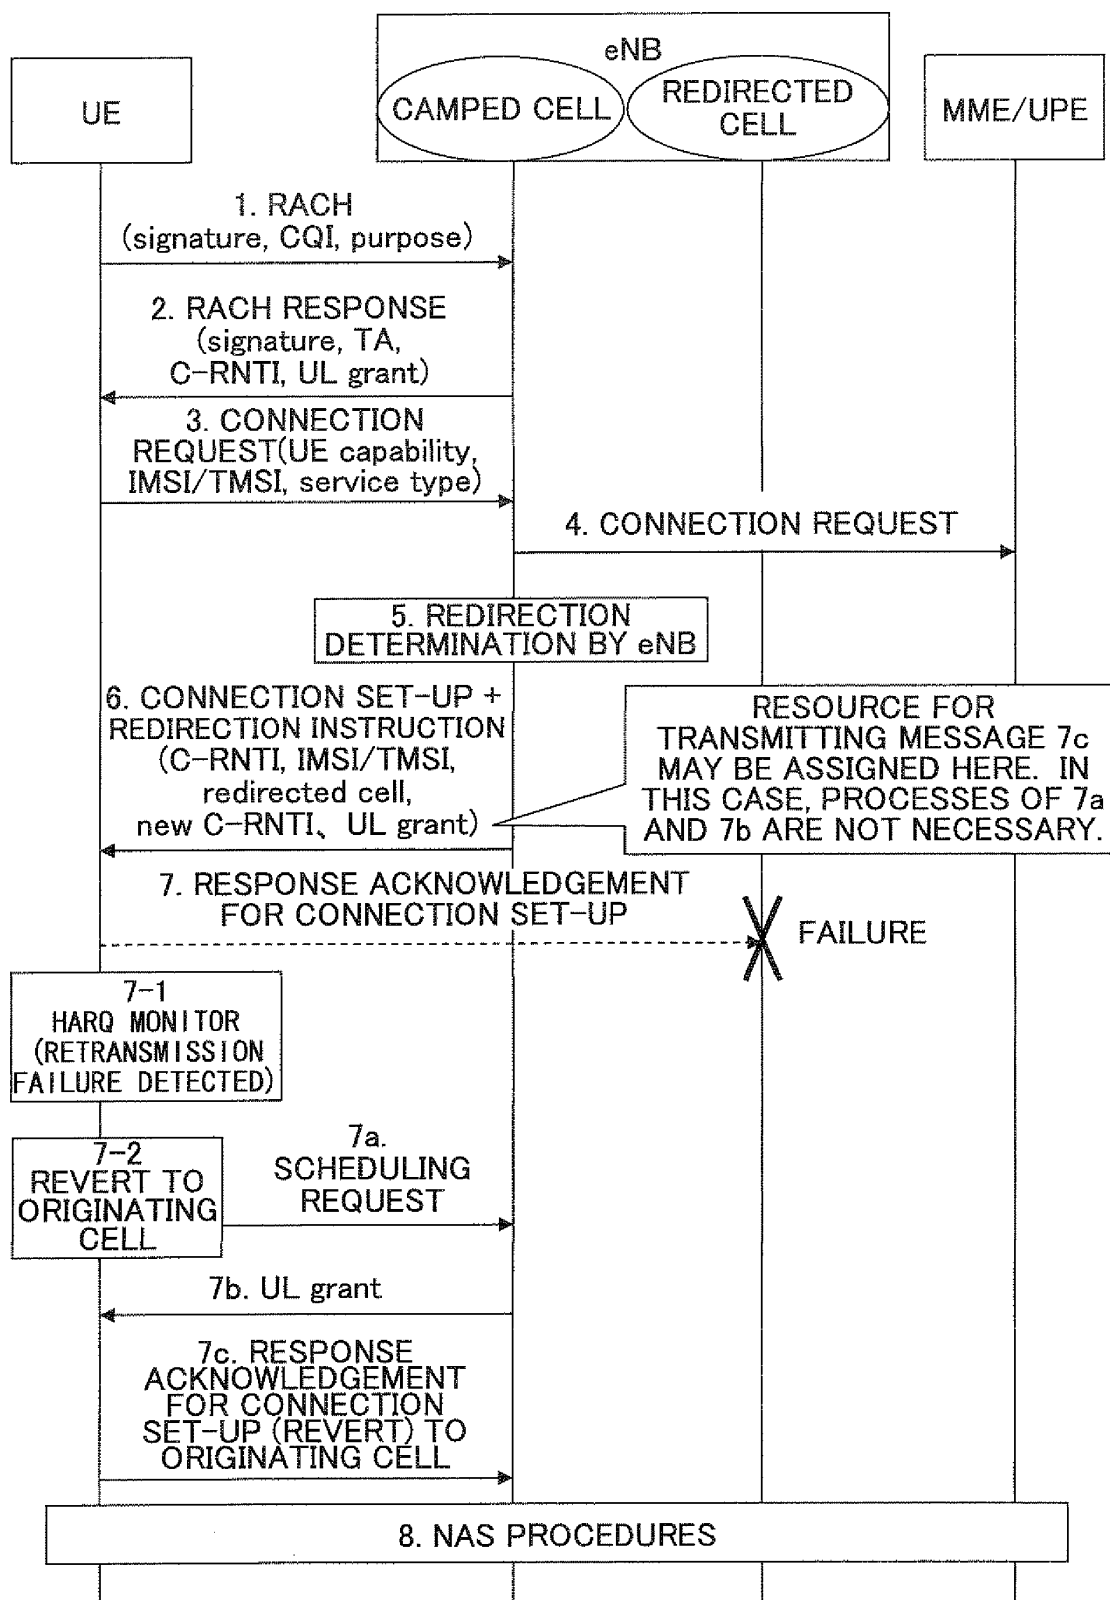 eNB
UE
CAMPED CELL
REDIRECTED
CELL
MME/UPE
1. RACH
(signature, CQI, purpose)
2. RACH RESPONSE
(signature, TA,
C-RNTI, UL grant)
3. CONNECTION
REQUEST(UE capability,
IMSI/TMSI, service type)
4. CONNECTION REQUEST
5. REDIRECTION
DETERMINATION BY eNB
6. CONNECTION SET-UP +
REDIRECTION INSTRUCTION
(C-RNTI, IMSI/TMSI,
redirected cell,
new C-RNTI、UL grant)
RESOURCE FOR
TRANSMITTING MESSAGE 7c
MAY BE ASSIGNED HERE. IN
THIS CASE, PROCESSES OF 7a
AND 7b ARE NOT NECESSARY.
7. RESPONSE ACKNOWLEDGEMENT
FOR CONNECTION SET-UP
FAILURE
7-1
HARQ MONITOR
(RETRANSMISSION
FAILURE DETECTED)
7-2
REVERT TO
ORIGINATING
CELL
7a.
SCHEDULING
REQUEST
7b. UL grant
7c. RESPONSE
ACKNOWLEDGEMENT
FOR CONNECTION
SET-UP (REVERT) TO
ORIGINATING CELL
8. NAS PROCEDURES